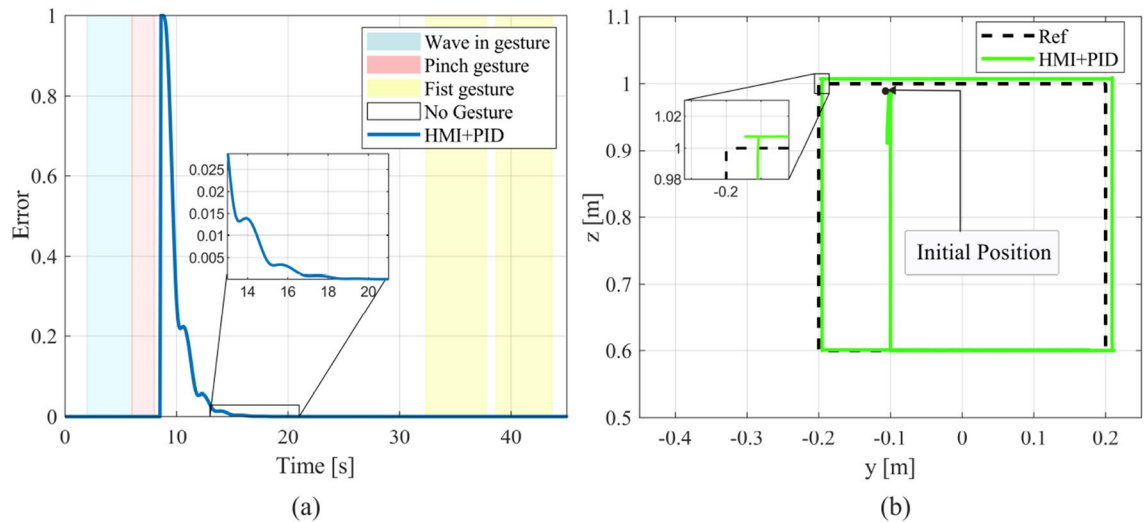 1
0.8
0.6
0.4
0.2
0
Error
0
10
20
30
40
Time [s]
Wave in gesture
Pinch gesture
Fist gesture
No Gesture
HMI+PID
0.025
0.02
0.015
0.01
0.005
14
16
18
20
(a)
1.1
1
0.9
0.8
0.7
0.6
0.5
z [m]
-0.4
-0.3
-0.2
-0.1
0
0.1
0.2
y [m]
Ref
HMI+PID
1.02
1
0.98
-0.2
Initial Position
(b)